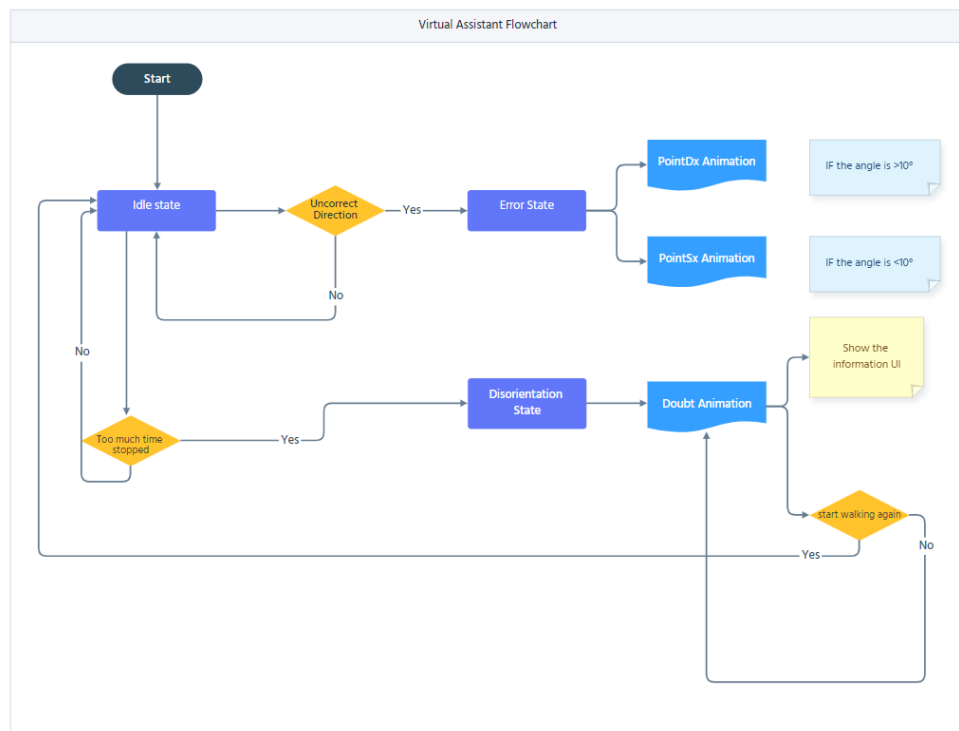 Virtual Assistant Flowchart
Start
Idle state
Uncorrect
Direction
Yes
Error State
PointDx Animation
IF the angle is >10°
PointSx Animation
IF the angle is <10°
No
No
Show the
information UI
Too much time
stopped
Yes
Disorientation
State
Doubt Animation
start walking again
Yes
No